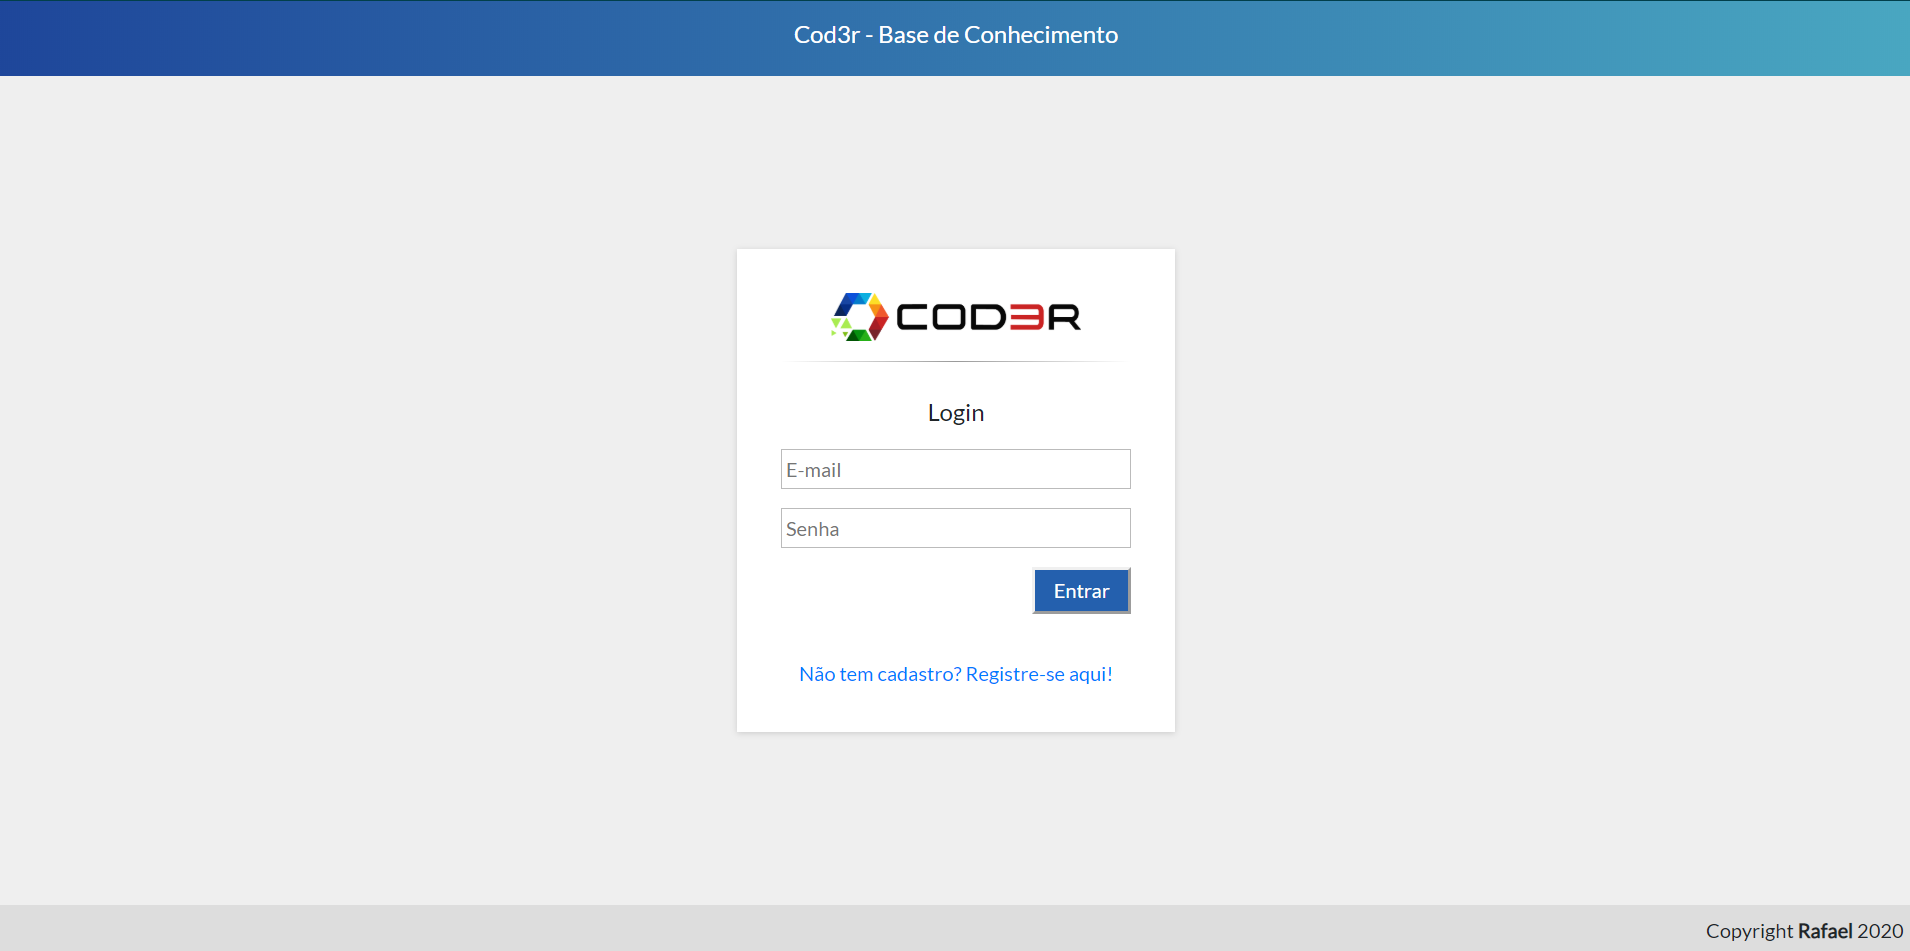 Cod3r - Base de Conhecimento
COD3R
Login
E-mail
Senha
Entrar
Não tem cadastro? Registre-se aqui!
Copyright Rafael 2020